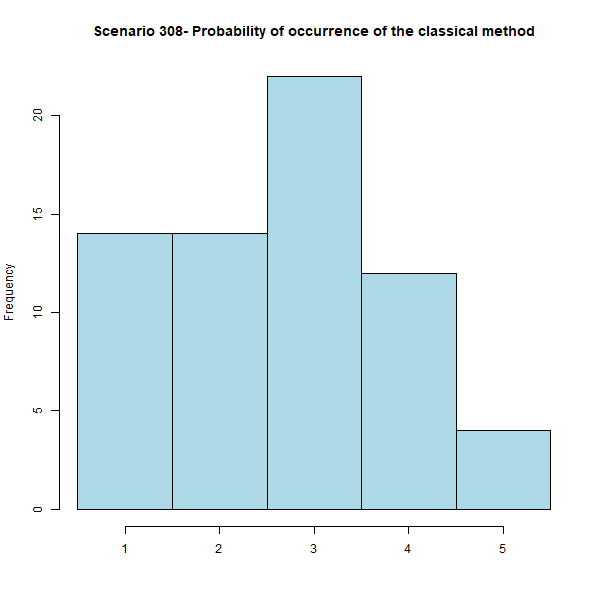 Scenario 308- Probability of occurrence of the classical method
Frequency
20
15
10
5
0
1 2 3 4 5